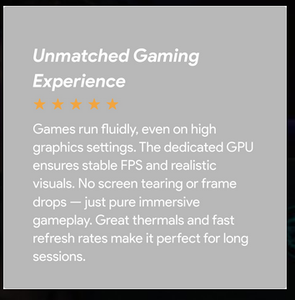 Unmatched Gaming
Experience
Games run fluidly, even on high
graphics settings. The dedicated GPU
ensures stable FPS and realistic
visuals. No screen tearing or frame
drops — just pure immersive
gameplay. Great thermals and fast
refresh rates make it perfect for long
sessions.